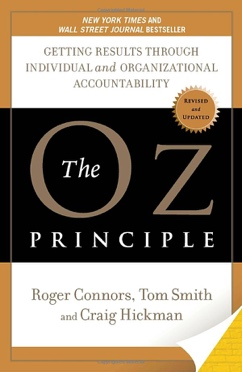 NEW YORK TIMES AND
WALL STREET JOURNAL BESTSELLER
GETTING RESULTS THROUGH
INDIVIDUAL and ORGANIZATIONAL
ACCOUNTABILITY
REVISED
and
UPDATED
The
OZ
PRINCIPLE
Roger Connors, Tom Smith
and Craig Hickman